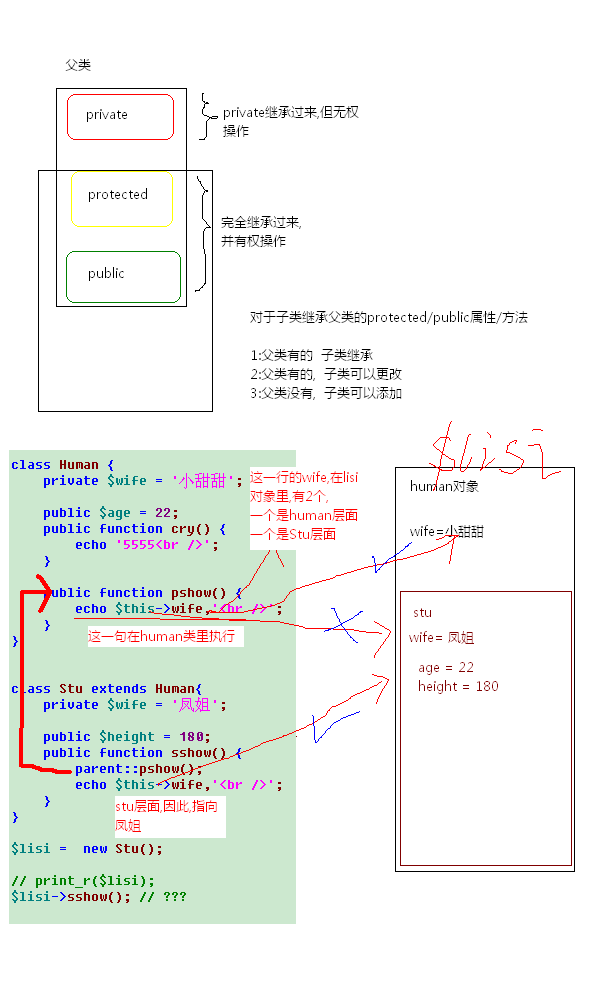 父类
private
private继承过来,但无权
操作
protected
完全继承过来,
并有权操作
public
对于子类继承父类的protected/public属性/方法
1:父类有的  子类继承
2:父类有的,  子类可以更改
3:父类没有,  子类可以添加
$lisi
class Human {
    private $wife = '小甜甜';
    public $age = 22;
    public function cry() {
        echo '5555<br />';
    }
    public function pshow() {
        echo $this->wife,'<br />';
    }
}
这一行的wife,在lisi
对象里,有2个,
一个是human层面
一个是Stu层面
这一句在human类里执行
class Stu extends Human{
    private $wife = '凤姐';
    public $height = 180;
    public function sshow() {
        parent::pshow();
        echo $this->wife,'<br />';
    }
}
stu层面,因此,指向
凤姐
$lisi =  new Stu();
// print_r($lisi);
$lisi->sshow(); // ???
human对象
wife=小甜甜
stu
wife= 凤姐
age = 22
height = 180